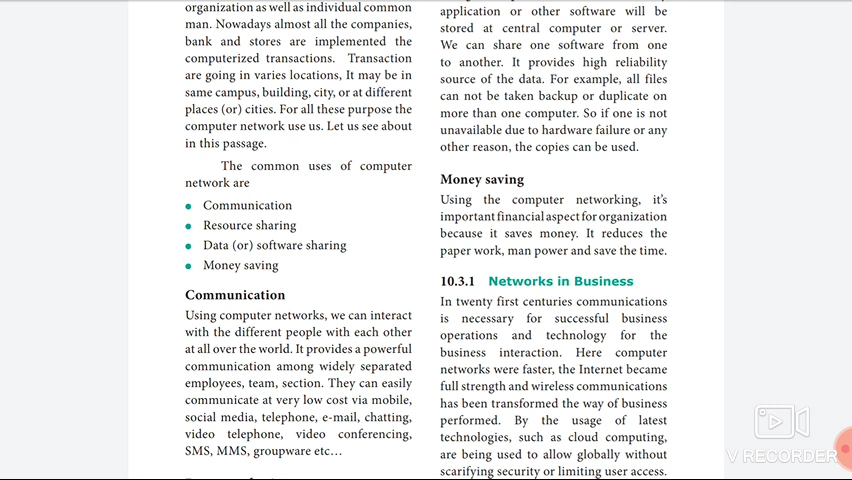 organization as well as individual common
man. Nowadays almost all the companies,
bank and stores are implemented the
computerized transactions. Transaction
are going in varies locations, It may be in
same campus, building, city, or at different
places (or) cities. For all these purpose the
computer network use us. Let us see about
in this passage.
The common uses of computer
network are
Communication
Resource sharing
Data (or) software sharing
Money saving
Communication
Using computer networks, we can interact
with the different people with each other
at all over the world. It provides a powerful
communication among widely separated
employees, team, section. They can easily
communicate at very low cost via mobile,
social media, telephone, e-mail, chatting,
video telephone, video conferencing,
SMS, MMS, groupware etc…
application or other software will be
stored at central computer or server.
We can share one software from one
to another. It provides high reliability
source of the data. For example, all files
can not be taken backup or duplicate on
more than one computer. So if one is not
unavailable due to hardware failure or any
other reason, the copies can be used.
Money saving
Using the computer networking, it's
important financial aspect for organization
because it saves money. It reduces the
paper work, man power and save the time.
10.3.1 Networks in Business
In twenty first centuries communications
is necessary for successful business
operations and technology for the
business interaction. Here computer
networks were faster, the Internet became
full strength and wireless communications
has been transformed the way of business
performed. By the usage of latest
technologies, such as cloud computing,
are being used to allow globally without
scarifying security or limiting user access.
V RECORDER